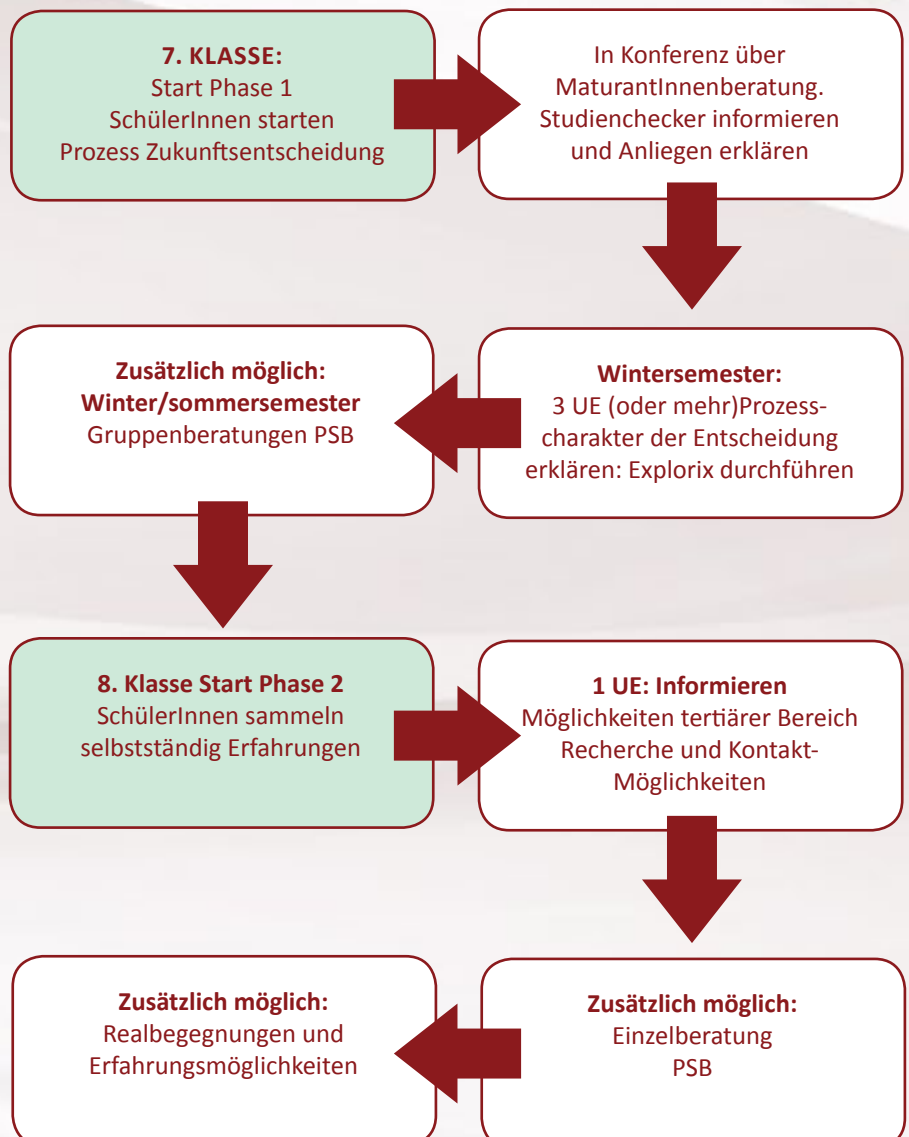 7. KLASSE:
Start Phase 1
SchülerInnen starten
Prozess Zukunftsentscheidung
In Konferenz über
MaturantInnenberatung.
Studienchecker informieren
und Anliegen erklären
Wintersemester:
3 UE (oder mehr)Prozess-
charakter der Entscheidung
erklären: Explorix durchführen
Zusätzlich möglich:
Winter/sommersemester
Gruppenberatungen PSB
8. Klasse Start Phase 2
SchülerInnen sammeln
selbstständig Erfahrungen
1 UE: Informieren
Möglichkeiten tertiärer Bereich
Recherche und Kontakt-
Möglichkeiten
Zusätzlich möglich:
Einzelberatung
PSB
Zusätzlich möglich:
Realbegegnungen und
Erfahrungsmöglichkeiten